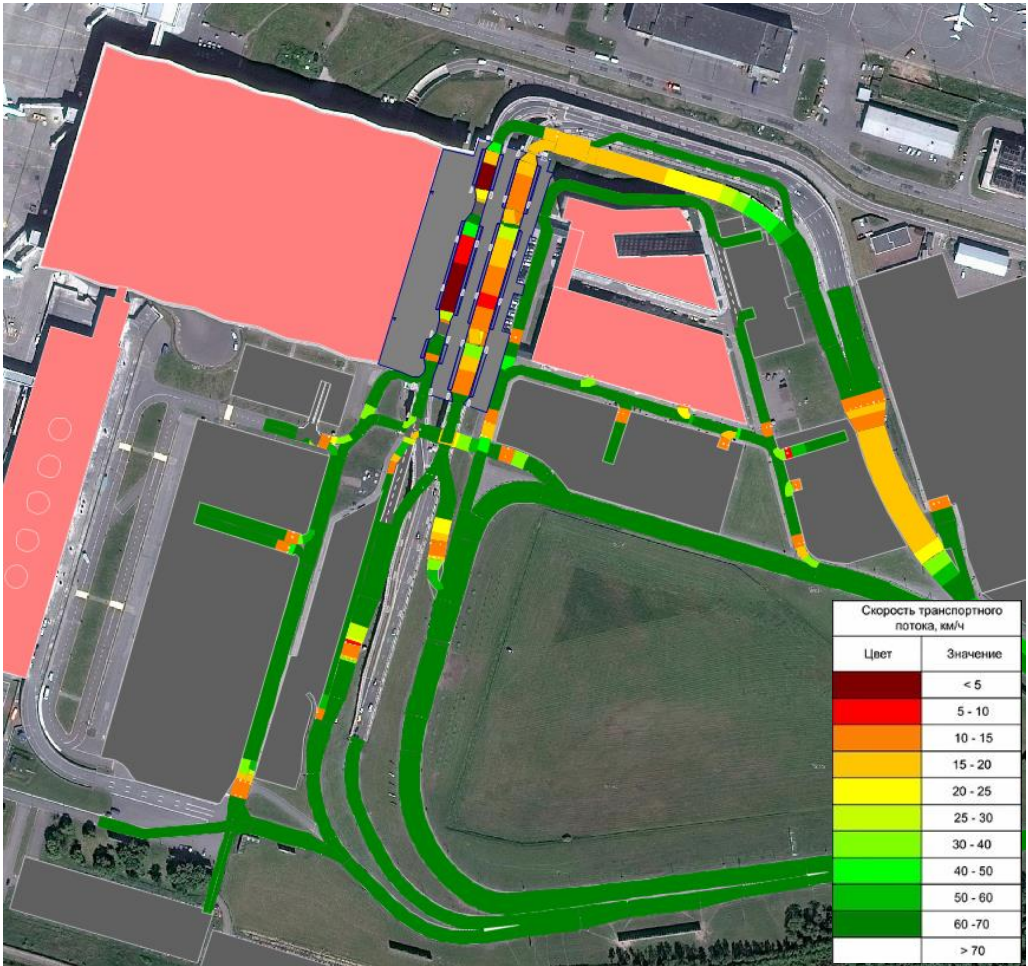 Скорость транспортного
потока, км/ч
Цвет Значение
< 5
5 - 10
10 - 15
15 - 20
20 - 25
25 - 30
30 - 40
40 - 50
50 - 60
60 -70
> 70